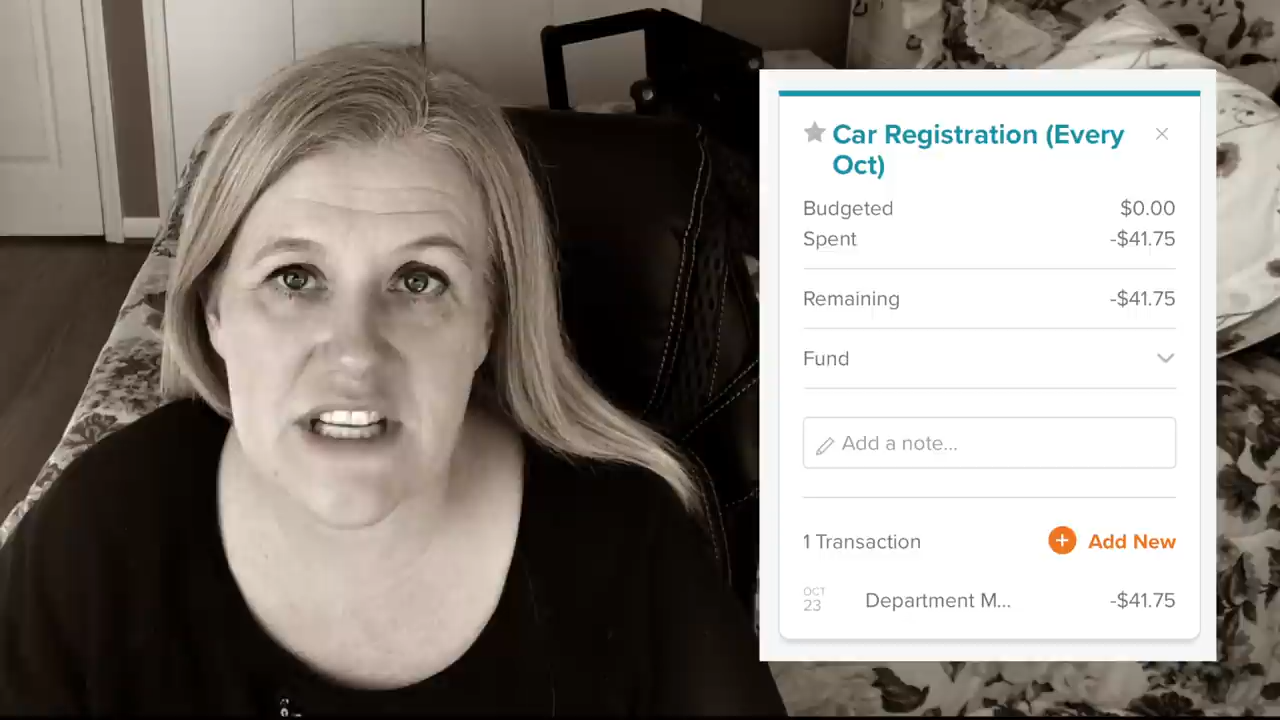 Car Registration (Every
Oct)
Budgeted $0.00
Spent -$41.75
Remaining -$41.75
Fund
Add a note...
1 Transaction + Add New
OCT
23 Department M... -$41.75